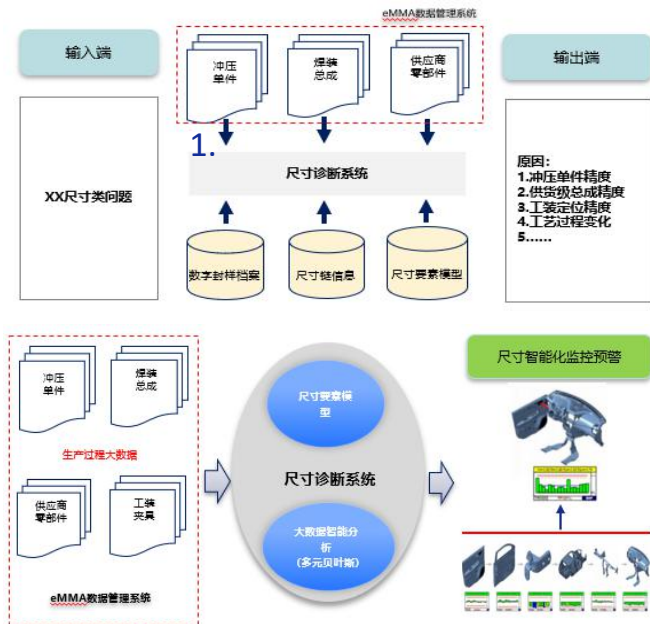 eMMA数据管理系统
输入端
冲压
单件
焊装
总成
供应商
零部件
输出端
1.
尺寸诊断系统
XX尺寸类问题
原因：
1.冲压单件精度
2.供货级总成精度
3.工装定位精度
4.工艺过程变化
5......
数字封样档案
尺寸链信息
尺寸要素模型
冲压
单件
焊装
总成
生产过程大数据
供应商
零部件
工装
夹具
eMMA数据管理系统
尺寸要素模
型
尺寸诊断系统
大数据智能分
析
(多元贝叶斯)
尺寸智能化监控预警